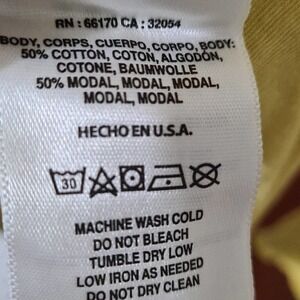 RN : 66170 CA : 32054
BODY, CORPS, CUERPO, CORPO, BODY:
50% COTTON, COTON, ALGODÓN,
COTONE, BAUMWOLLE
50% MODAL, MODAL, MODAL,
MODAL, MODAL
HECHO EN U.S.A.
30
MACHINE WASH COLD
DO NOT BLEACH
TUMBLE DRY LOW
LOW IRON AS NEEDED
DO NOT DRY CLEAN